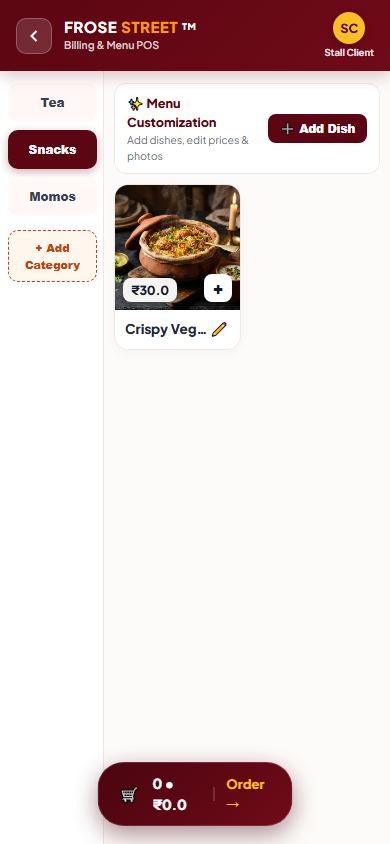 FROSE STREET ™
Billing & Menu POS
SC
Stall Client
Tea
Snacks
Momos
+ Add
Category
✨ Menu
Customization
Add dishes, edit prices &
photos
➕ Add Dish
₹30.0
+
Crispy Veg... ✏️
🛒 0 •
₹0.0
|
Order
→